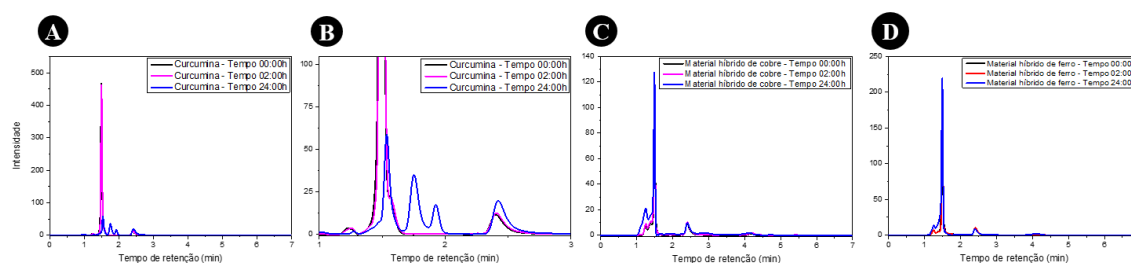 A
Curcumina - Tempo 00:00h
Curcumina - Tempo 02:00h
Curcumina - Tempo 24:00h
Intensidade
500
400
300
200
100
0
0 1 2 3 4 5 6 7
Tempo de retenção (min)
B
Curcumina - Tempo 00:00h
Curcumina - Tempo 02:00h
Curcumina - Tempo 24:00h
100
80
60
40
20
0
1 2 3
Tempo de retenção (min)
C
Material híbrido de cobre - Tempo 00:00h
Material híbrido de cobre - Tempo 02:00h
Material híbrido de cobre - Tempo 24:00h
140
120
100
80
60
40
20
0
0 1 2 3 4 5 6 7
Tempo de retenção (min)
D
Material híbrido de ferro - Tempo 00:00
Material híbrido de ferro - Tempo 02:00
Material híbrido de ferro - Tempo 24:00
250
200
150
100
50
0
0 1 2 3 4 5 6
Tempo de retenção (min)